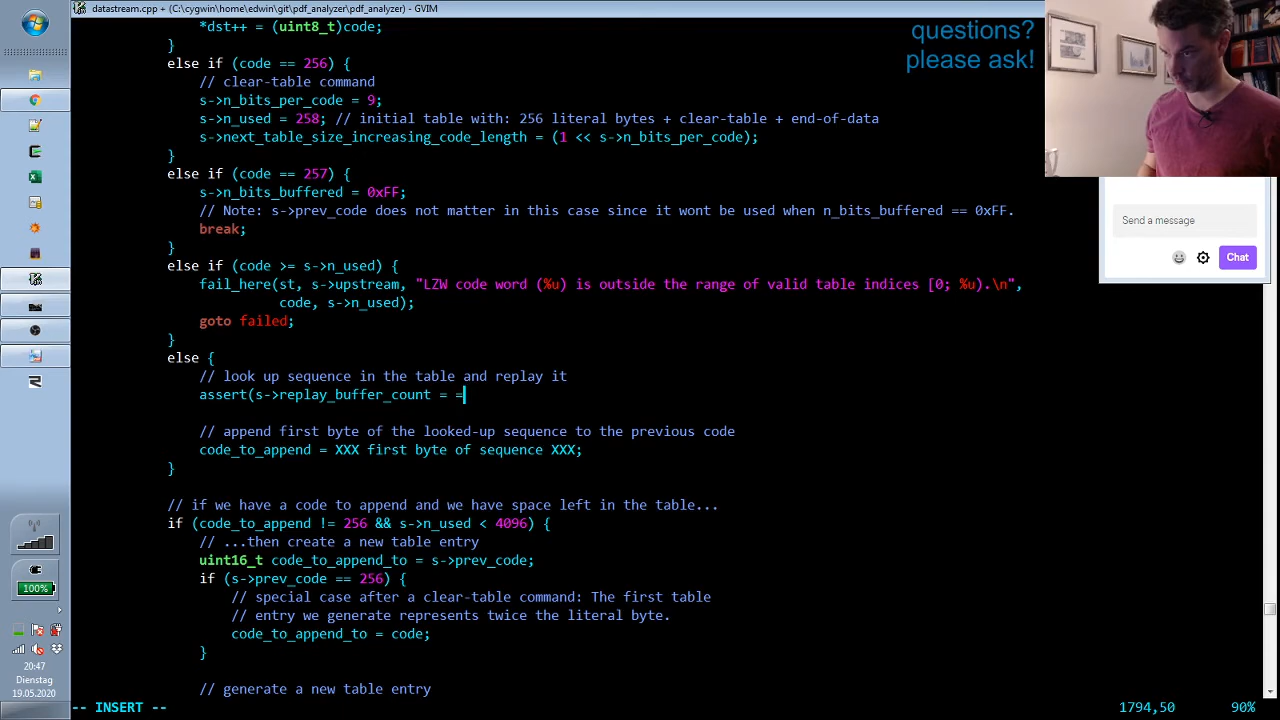 datastream.cpp + (C:\cygwin\home\edwin\git\pdf_analyzer\pdf_analyzer) - GVIM
*dst++ = (uint8_t)code;
}
else if (code == 256) {
// clear-table command
s->n_bits_per_code = 9;
s->n_used = 258; // initial table with: 256 literal bytes + clear-table + end-of-data
s->next_table_size_increasing_code_length = (1 << s->n_bits_per_code);
}
else if (code == 257) {
s->n_bits_buffered = 0xFF;
// Note: s->prev_code does not matter in this case since it wont be used when n_bits_buffered == 0xFF.
break;
}
else if (code >= s->n_used) {
fail_here(st, s->upstream, "LZW code word (%u) is outside the range of valid table indices [0; %u).\n",
code, s->n_used);
goto failed;
}
else {
// look up sequence in the table and replay it
assert(s->replay_buffer_count = =
// append first byte of the looked-up sequence to the previous code
code_to_append = XXX first byte of sequence XXX;
}
// if we have a code to append and we have space left in the table...
if (code_to_append != 256 && s->n_used < 4096) {
// ...then create a new table entry
uint16_t code_to_append_to = s->prev_code;
if (s->prev_code == 256) {
// special case after a clear-table command: The first table
// entry we generate represents twice the literal byte.
code_to_append_to = code;
}
// generate a new table entry
-- INSERT --
1794,50
90%
questions?
please ask!
Send a message
Chat
100%
20:47
Dienstag
19.05.2020